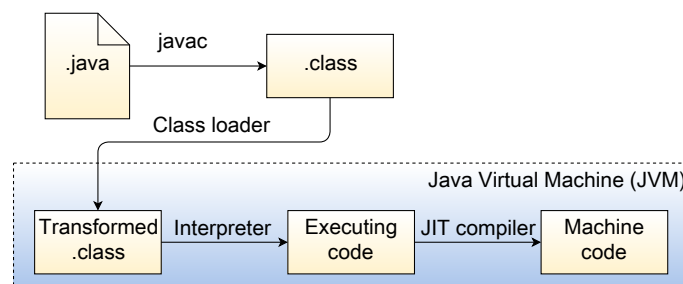 .java
javac
.class
Class loader
Java Virtual Machine (JVM)
Transformed
.class
Interpreter
Executing
code
JIT compiler
Machine
code